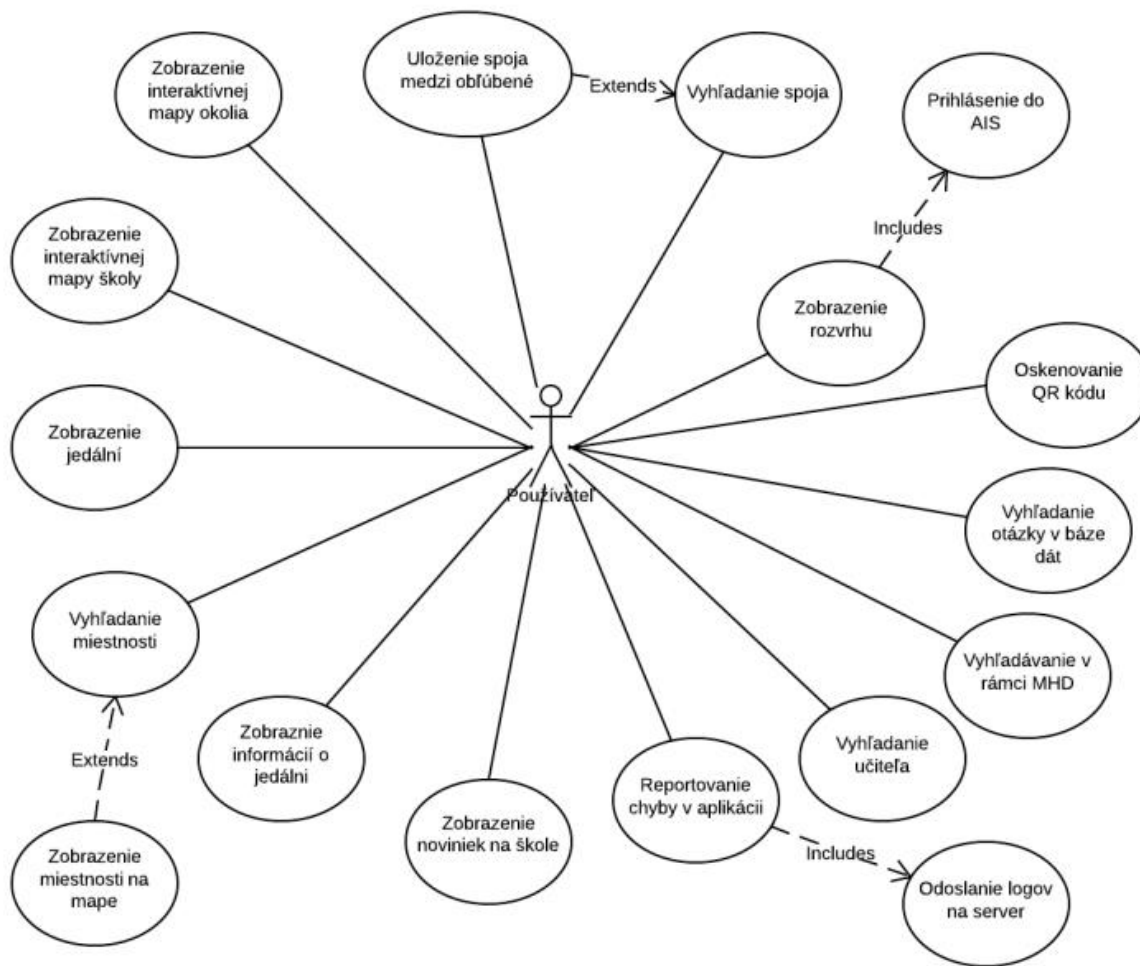 Zobrazenie
interaktívnej
mapy okolia
Uloženie spoja
medzi obľúbené
Extends
Vyhľadanie spoja
Prihlásenie do
AIS
Includes
Zobrazenie
interaktívnej
mapy školy
Zobrazenie
rozvrhu
Oskenovanie
QR kódu
Zobrazenie
jedální
Používateľ
Vyhľadanie
otázky v báze
dát
Vyhľadanie
miestnosti
Vyhľadávanie v
rámci MHD
Extends
Zobraznie
informácií o
jedálni
Vyhľadanie
učiteľa
Reportovanie
chyby v aplikácii
Zobrazenie
noviniek na škole
Includes
Zobrazenie
miestnosti na
mape
Odoslanie logov
na server